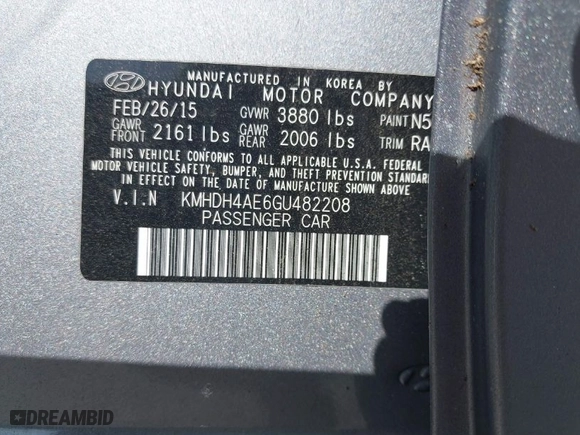 MANUFACTURED IN KOREA BY
HYUNDAI MOTOR COMPANY
FEB/26/15 GVWR 3880 lbs PAINT N5
GAWR FRONT 2161 lbs GAWR REAR 2006 lbs TRIM RA
THIS VEHICLE CONFORMS TO ALL APPLICABLE U.S.A. FEDERAL
MOTOR VEHICLE SAFETY, BUMPER, AND THEFT PREVENTION STANDARDS
IN EFFECT ON THE DATE OF MANUFACTURE SHOWN ABOVE.
V.I.N KMHDH4AE6GU482208
PASSENGER CAR
DREAMBID